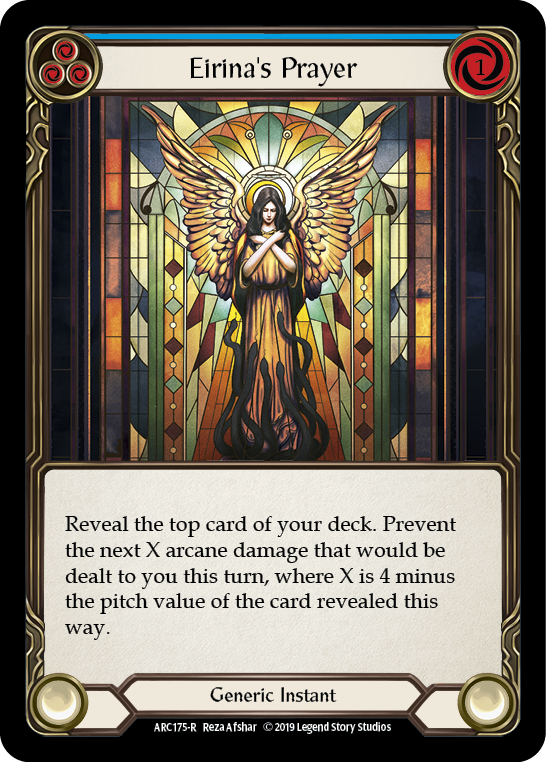 Eirina's Prayer
1
Reveal the top card of your deck. Prevent
the next X arcane damage that would be
dealt to you this turn, where X is 4 minus
the pitch value of the card revealed this
way.
Generic Instant
ARC175-R Reza Afshar © 2019 Legend Story Studios